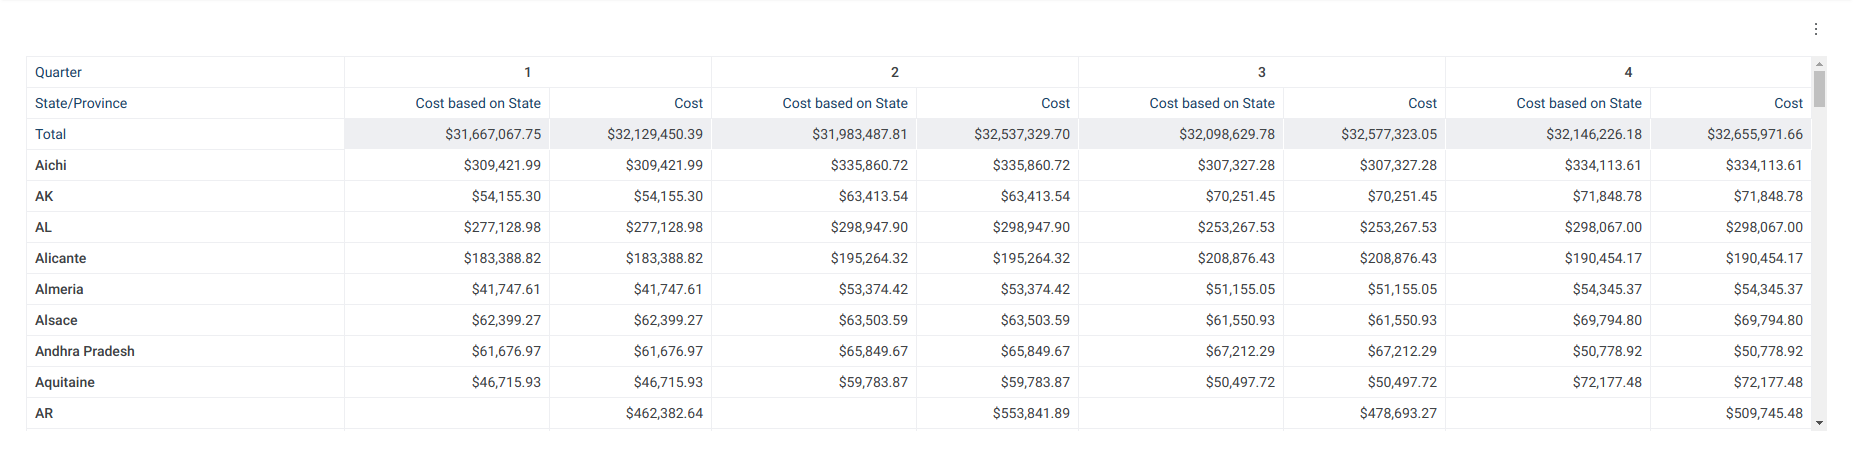 Quarter 1 2 3 4
State/Province Cost based on State Cost Cost based on State Cost Cost based on State Cost Cost based on State Cost
Total $31,667,067.75 $32,129,450.39 $31,983,487.81 $32,537,329.70 $32,098,629.78 $32,577,323.05 $32,146,226.18 $32,655,971.66
Aichi $309,421.99 $309,421.99 $335,860.72 $335,860.72 $307,327.28 $307,327.28 $334,113.61 $334,113.61
AK $54,155.30 $54,155.30 $63,413.54 $63,413.54 $70,251.45 $70,251.45 $71,848.78 $71,848.78
AL $277,128.98 $277,128.98 $298,947.90 $298,947.90 $253,267.53 $253,267.53 $298,067.00 $298,067.00
Alicante $183,388.82 $183,388.82 $195,264.32 $195,264.32 $208,876.43 $208,876.43 $190,454.17 $190,454.17
Almeria $41,747.61 $41,747.61 $53,374.42 $53,374.42 $51,155.05 $51,155.05 $54,345.37 $54,345.37
Alsace $62,399.27 $62,399.27 $63,503.59 $63,503.59 $61,550.93 $61,550.93 $69,794.80 $69,794.80
Andhra Pradesh $61,676.97 $61,676.97 $65,849.67 $65,849.67 $67,212.29 $67,212.29 $50,778.92 $50,778.92
Aquitaine $46,715.93 $46,715.93 $59,783.87 $59,783.87 $50,497.72 $50,497.72 $72,177.48 $72,177.48
AR $462,382.64 $553,841.89 $478,693.27 $509,745.48